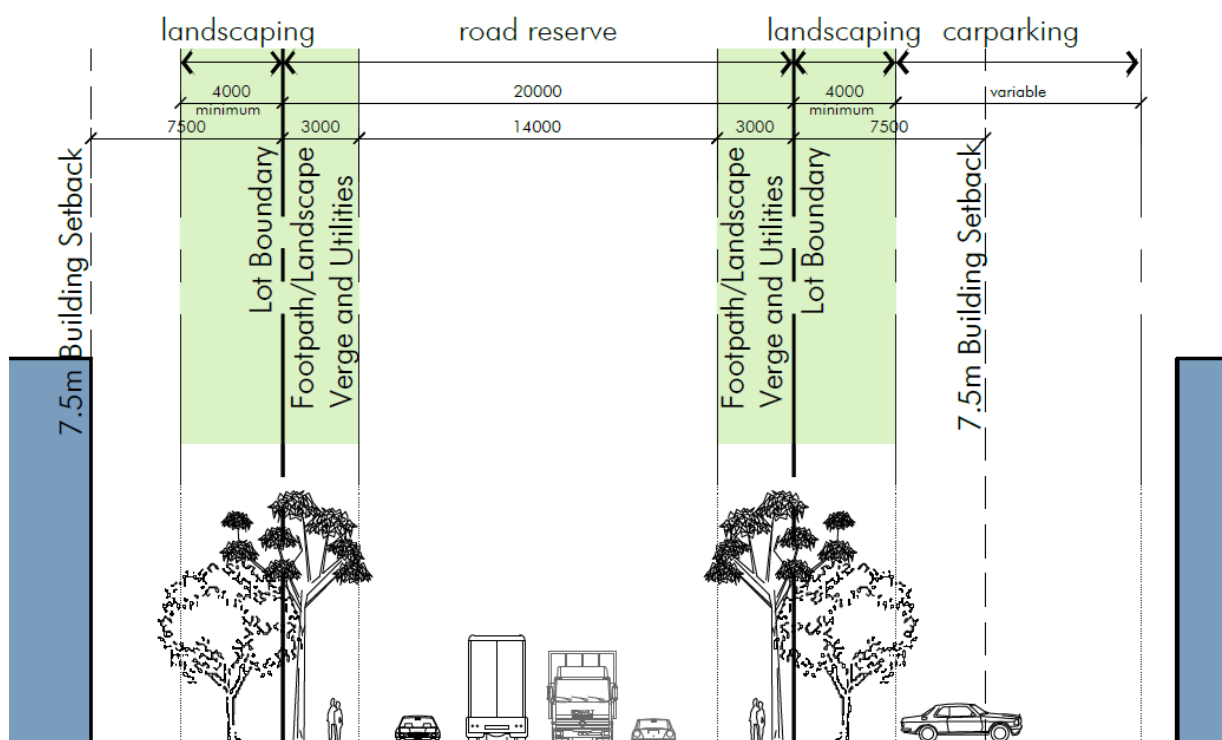 landscaping
road reserve
landscaping
carparking
4000
minimum
20000
4000
minimum
variable
7500
3000
14000
3000
7500
7.5m Building Setback
Lot Boundary
Footpath/Landscape
Verge and Utilities
Footpath/Landscape
Verge and Utilities
Lot Boundary
7.5m Building Setback
RENAULT